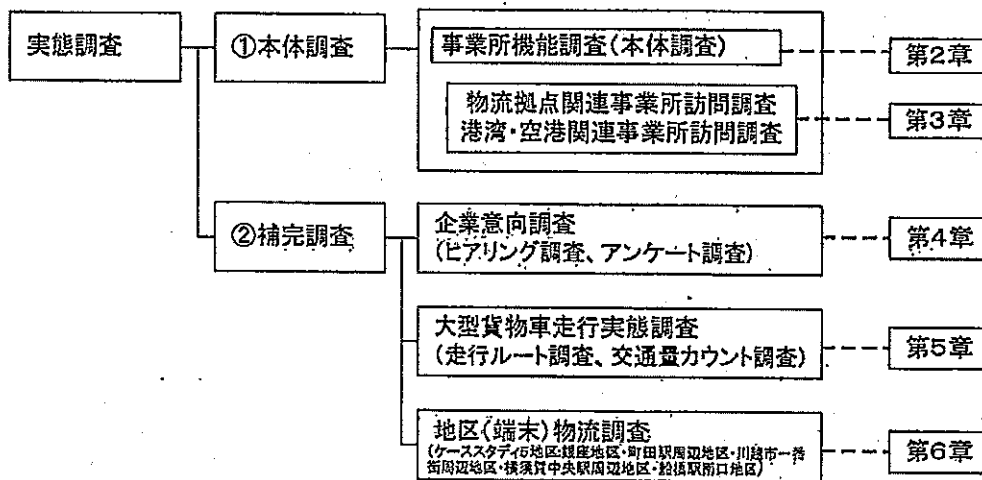 実態調査
①本体調査
事業所機能調査(本体調査)
第2章
物流拠点関連事業所訪問調査
港湾・空港関連事業所訪問調査
第3章
②補完調査
企業意向調査
(ヒアリング調査、アンケート調査)
第4章
大型貨物車走行実態調査
(走行ルート調査、交通量カウント調査)
第5章
地区(端末)物流調査
(ケーススタディ5地区:銀座地区・町田駅周辺地区・川越市一番
街周辺地区・横須賀中央駅周辺地区・船橋駅南口地区)
第6章